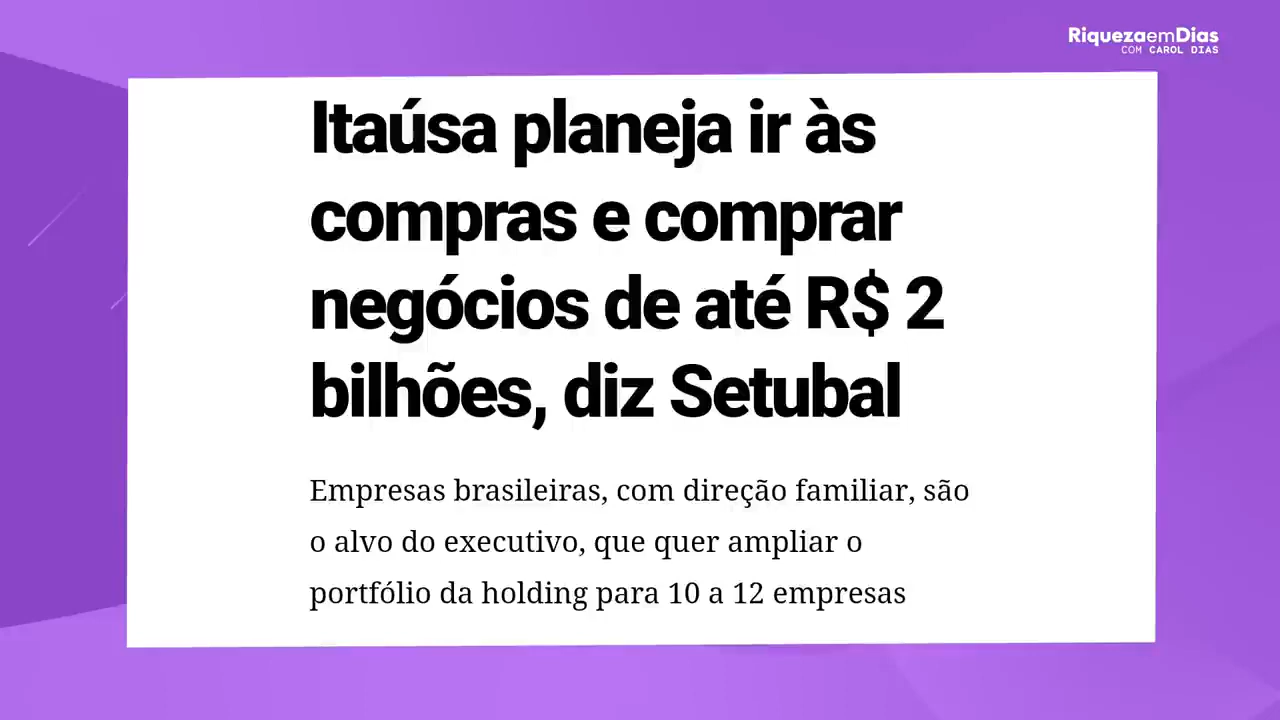 RiquezaemDias
COM CAROL DIAS
Itaúsa planeja ir às
compras e comprar
negócios de até R$ 2
bilhões, diz Setubal
Empresas brasileiras, com direção familiar, são
o alvo do executivo, que quer ampliar o
portfólio da holding para 10 a 12 empresas